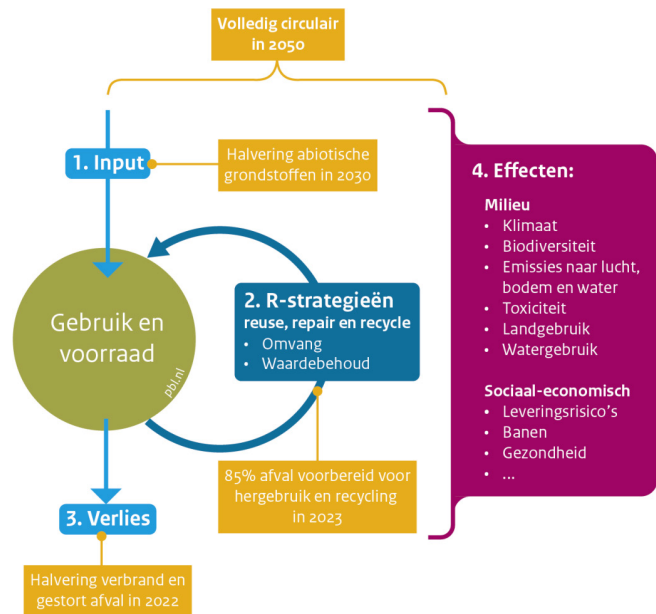 Volledig circulair
in 2050
1. Input
Halvering abiotische
grondstoffen in 2030
Gebruik en
voorraad
pbl.nl
2. R-strategieën
reuse, repair en recycle
• Omvang
• Waardebehoud
85% afval voorbereid voor
hergebruik en recycling
in 2023
3. Verlies
Halvering verbrand en
gestort afval in 2022
4. Effecten:
Milieu
• Klimaat
• Biodiversiteit
• Emissies naar lucht,
bodem en water
• Toxiciteit
• Landgebruik
• Watergebruik
Sociaal-economisch
• Leveringsrisico's
• Banen
• Gezondheid
• ...